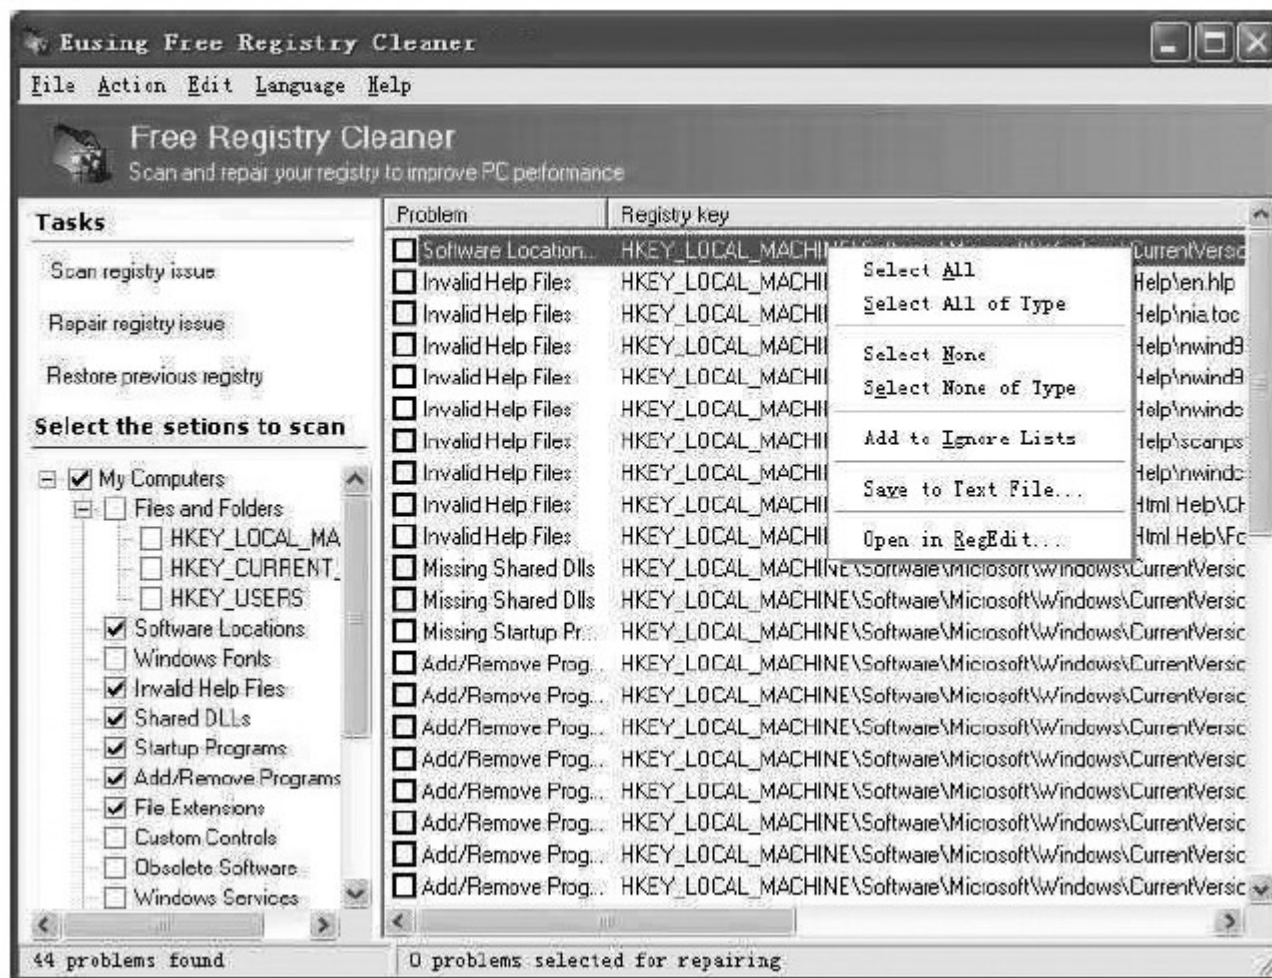 Eusing Free Registry Cleaner
File Action Edit Language Help
Free Registry Cleaner
Scan and repair your registry to improve PC performance
Tasks
Scan registry issue
Repair registry issue
Restore previous registry
Select the setions to scan
My Computers
Files and Folders
HKEY_LOCAL_MA
HKEY_CURRENT_
HKEY_USERS
Software Locations
Windows Fonts
Invalid Help Files
Shared DLLs
Startup Programs
Add/Remove Programs
File Extensions
Custom Controls
Obsolete Software
Windows Services
Problem Registry key
Software Location... HKEY_LOCAL_MACHINE\Software\Microsoft\Windows\CurrentVersic
Invalid Help Files HKEY_LOCAL_MACHI Help\en.hlp
Invalid Help Files HKEY_LOCAL_MACHI Help\nia.toc
Invalid Help Files HKEY_LOCAL_MACHI Help\nwind9
Invalid Help Files HKEY_LOCAL_MACHI Help\nwind9
Invalid Help Files HKEY_LOCAL_MACHI Help\nwindc
Invalid Help Files HKEY_LOCAL_MACHI Help\scanps
Invalid Help Files HKEY_LOCAL_MACHI Help\nwindc
Invalid Help Files HKEY_LOCAL_MACHI Html Help\CH
Invalid Help Files HKEY_LOCAL_MACHI Html Help\Fc
Missing Shared Dlls HKEY_LOCAL_MACHINE\Software\Microsoft\Windows\CurrentVersic
Missing Shared Dlls HKEY_LOCAL_MACHINE\Software\Microsoft\Windows\CurrentVersic
Missing Startup Pr... HKEY_LOCAL_MACHINE\Software\Microsoft\Windows\CurrentVersic
Add/Remove Prog... HKEY_LOCAL_MACHINE\Software\Microsoft\Windows\CurrentVersic
Add/Remove Prog... HKEY_LOCAL_MACHINE\Software\Microsoft\Windows\CurrentVersic
Add/Remove Prog... HKEY_LOCAL_MACHINE\Software\Microsoft\Windows\CurrentVersic
Add/Remove Prog... HKEY_LOCAL_MACHINE\Software\Microsoft\Windows\CurrentVersic
Add/Remove Prog... HKEY_LOCAL_MACHINE\Software\Microsoft\Windows\CurrentVersic
Add/Remove Prog... HKEY_LOCAL_MACHINE\Software\Microsoft\Windows\CurrentVersic
Add/Remove Prog... HKEY_LOCAL_MACHINE\Software\Microsoft\Windows\CurrentVersic
Add/Remove Prog... HKEY_LOCAL_MACHINE\Software\Microsoft\Windows\CurrentVersic
Select All
Select All of Type
Select None
Select None of Type
Add to Ignore Lists
Save to Text File...
Open in RegEdit...
44 problems found
0 problems selected for repairing